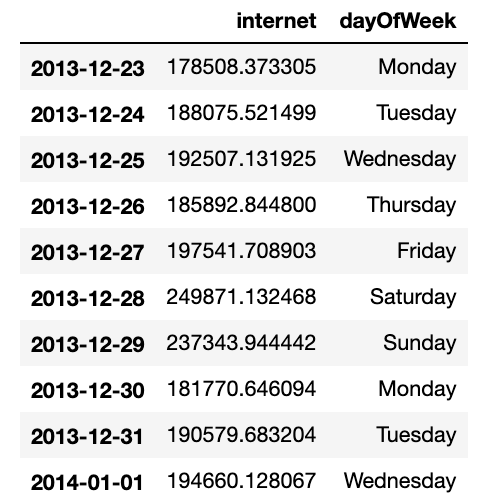 internet dayOfWeek
2013-12-23 178508.373305 Monday
2013-12-24 188075.521499 Tuesday
2013-12-25 192507.131925 Wednesday
2013-12-26 185892.844800 Thursday
2013-12-27 197541.708903 Friday
2013-12-28 249871.132468 Saturday
2013-12-29 237343.944442 Sunday
2013-12-30 181770.646094 Monday
2013-12-31 190579.683204 Tuesday
2014-01-01 194660.128067 Wednesday